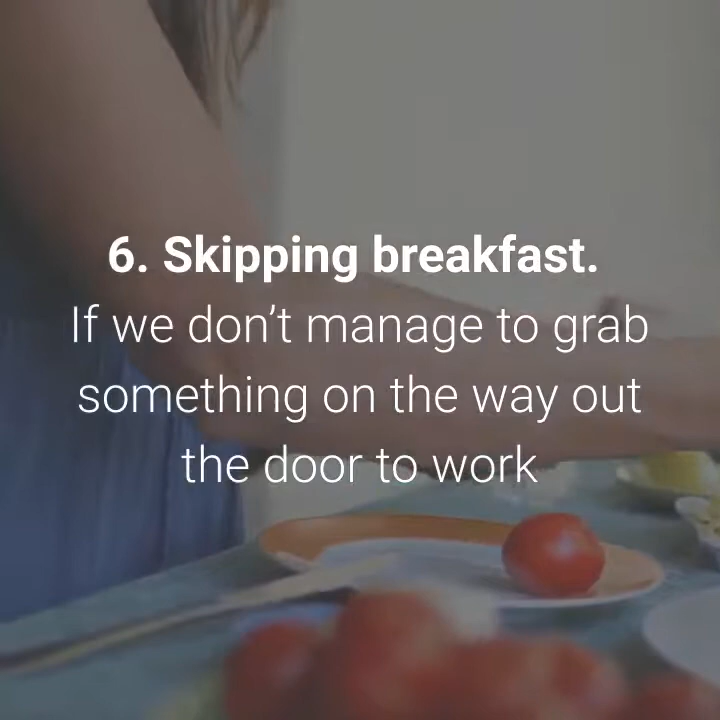 6. Skipping breakfast.
If we don’t manage to grab
something on the way out
the door to work